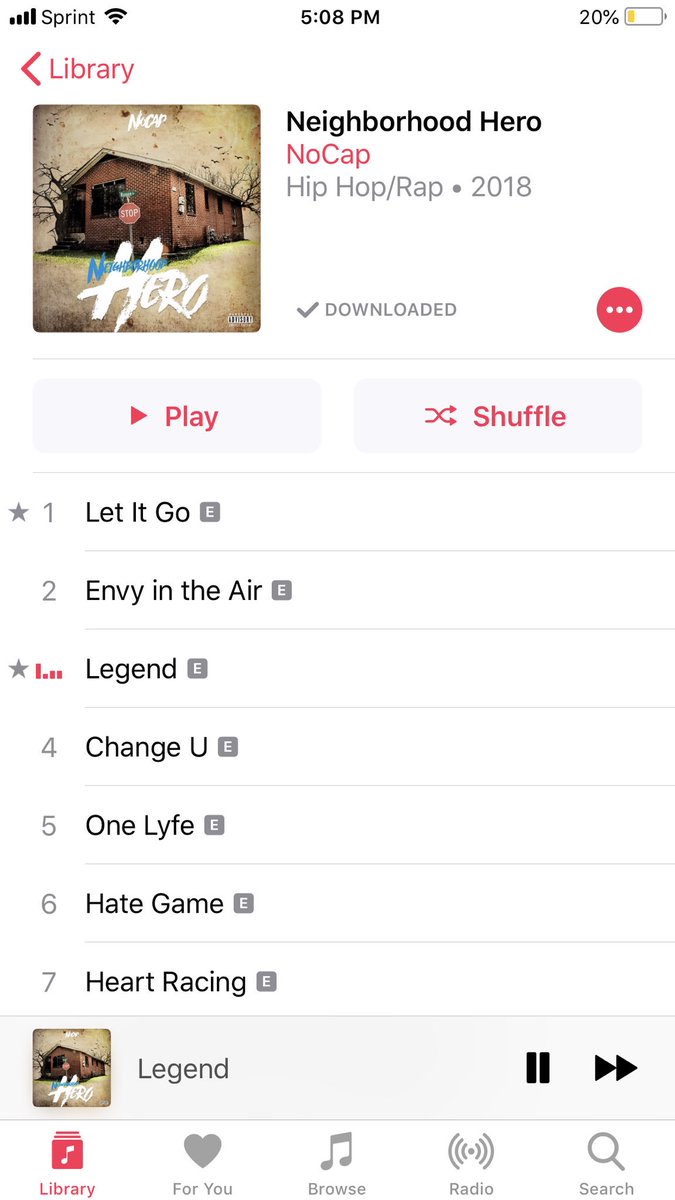 Sprint 5:08 PM 20%
Library
NoCap
STOP
Neighborhood
Hero
Neighborhood Hero
NoCap
Hip Hop/Rap • 2018
DOWNLOADED
Play
Shuffle
1 Let It Go E
2 Envy in the Air E
Legend E
4 Change U E
5 One Lyfe E
6 Hate Game E
7 Heart Racing E
Legend
Library For You Browse Radio Search